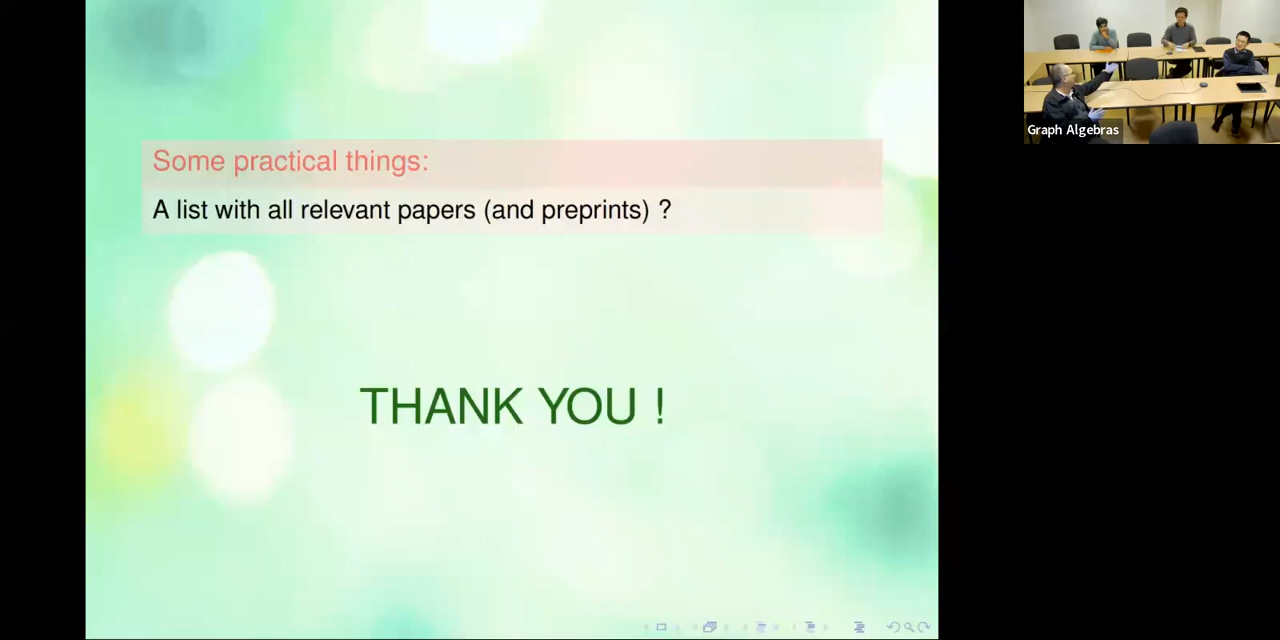 Some practical things:
A list with all relevant papers (and preprints) ?
THANK YOU !
Graph Algebras